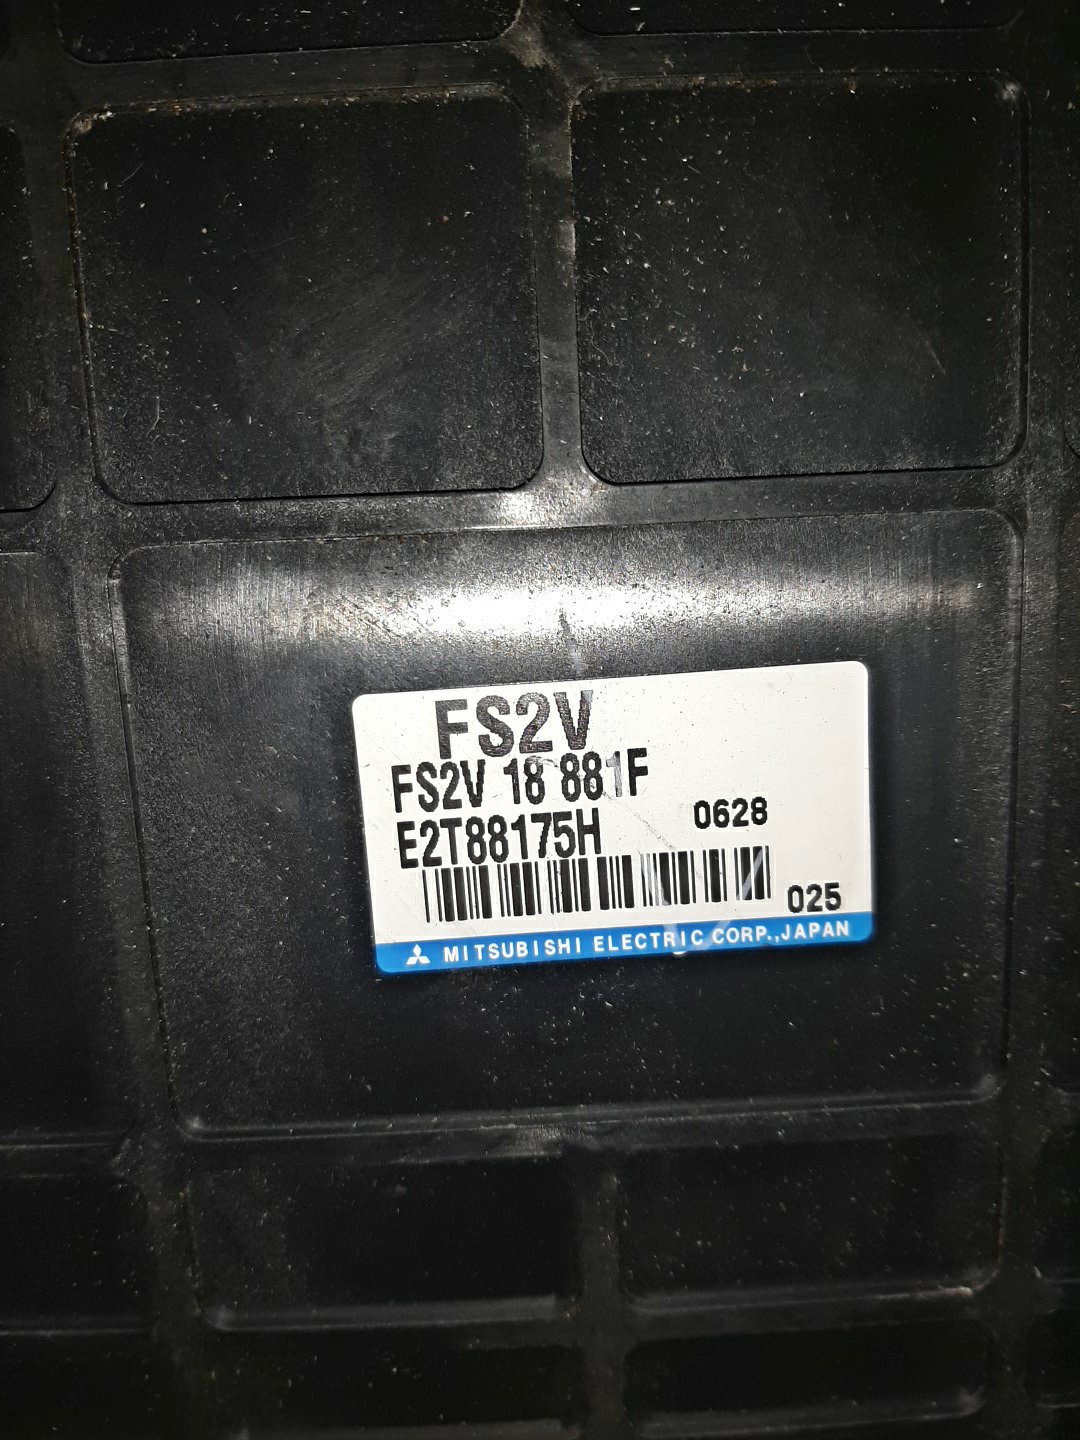 FS2V
FS2V 18 881F
E2T88175H 0628
025
MITSUBISHI ELECTRIC CORP.,JAPAN